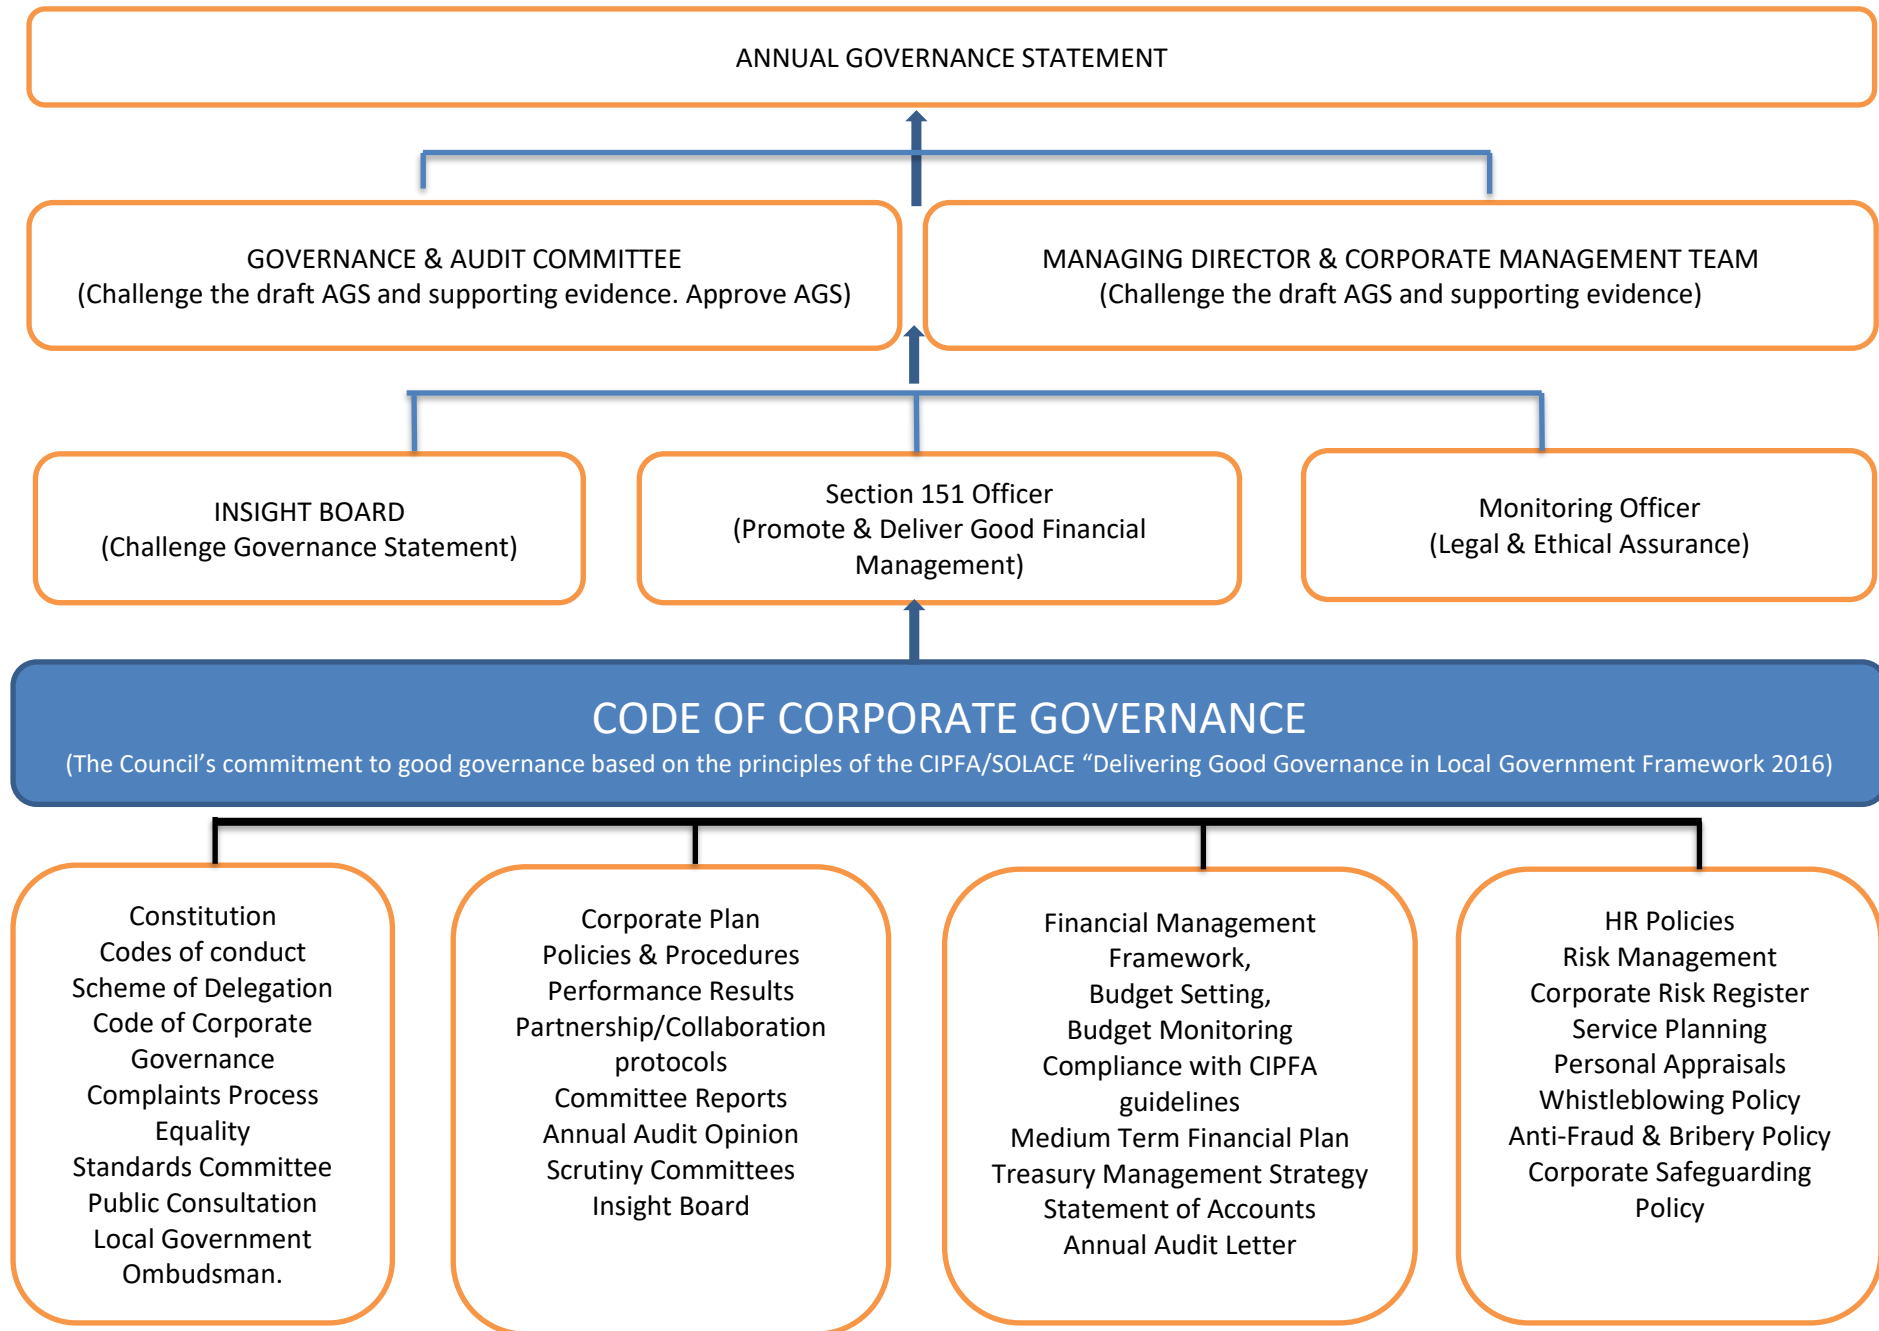 ANNUAL GOVERNANCE STATEMENT
GOVERNANCE & AUDIT COMMITTEE
(Challenge the draft AGS and supporting evidence. Approve AGS)
MANAGING DIRECTOR & CORPORATE MANAGEMENT TEAM
(Challenge the draft AGS and supporting evidence)
INSIGHT BOARD
(Challenge Governance Statement)
Section 151 Officer
(Promote & Deliver Good Financial
Management)
Monitoring Officer
(Legal & Ethical Assurance)
CODE OF CORPORATE GOVERNANCE
(The Council’s commitment to good governance based on the principles of the CIPFA/SOLACE “Delivering Good Governance in Local Government Framework 2016)
Constitution
Codes of conduct
Scheme of Delegation
Code of Corporate
Governance
Complaints Process
Equality
Standards Committee
Public Consultation
Local Government
Ombudsman.
Corporate Plan
Policies & Procedures
Performance Results
Partnership/Collaboration
protocols
Committee Reports
Annual Audit Opinion
Scrutiny Committees
Insight Board
Financial Management
Framework,
Budget Setting,
Budget Monitoring
Compliance with CIPFA
guidelines
Medium Term Financial Plan
Treasury Management Strategy
Statement of Accounts
Annual Audit Letter
HR Policies
Risk Management
Corporate Risk Register
Service Planning
Personal Appraisals
Whistleblowing Policy
Anti-Fraud & Bribery Policy
Corporate Safeguarding
Policy